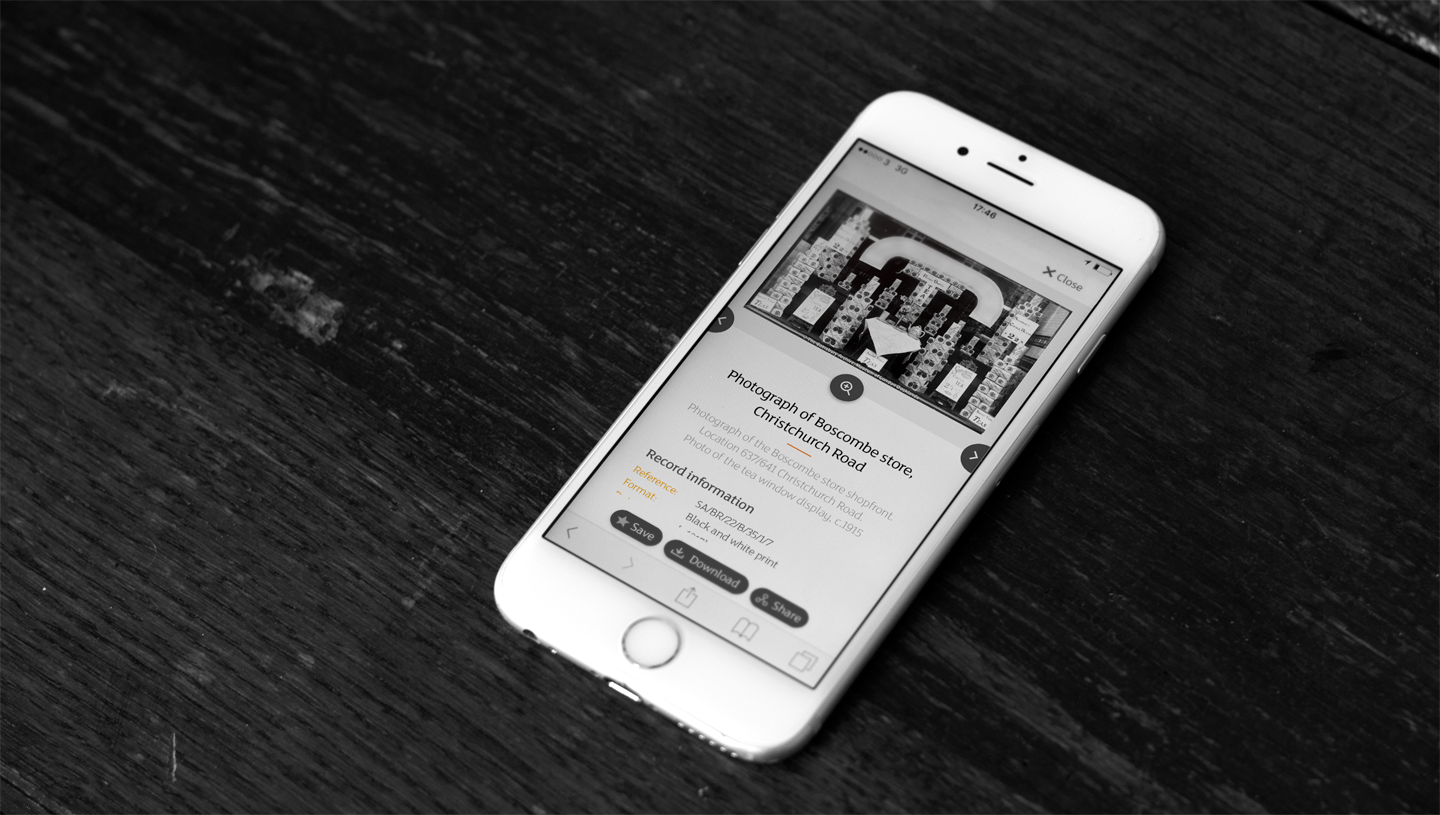 3 3G
17:46
Close
Photograph of Boscombe store,
Christchurch Road
Photograph of the Boscombe store shopfront.
Location 637/641 Christchurch Road.
Photo of the tea window display, c.1915
Record information
Reference: SA/BR/22/B/35/1/7
Format: Black and white print
Save
Download
Share